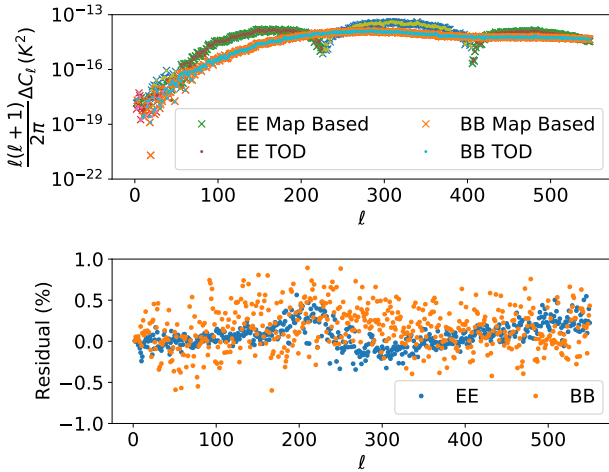 10⁻¹³
10⁻¹⁶
10⁻¹⁹
10⁻²²
ℓ(ℓ+1)/2π ΔCℓ (K²)
EE Map Based
EE TOD
BB Map Based
BB TOD
0 100 200 300 400 500
ℓ
1.0
0.5
0.0
−0.5
−1.0
Residual (%)
EE BB
0 100 200 300 400 500
ℓ